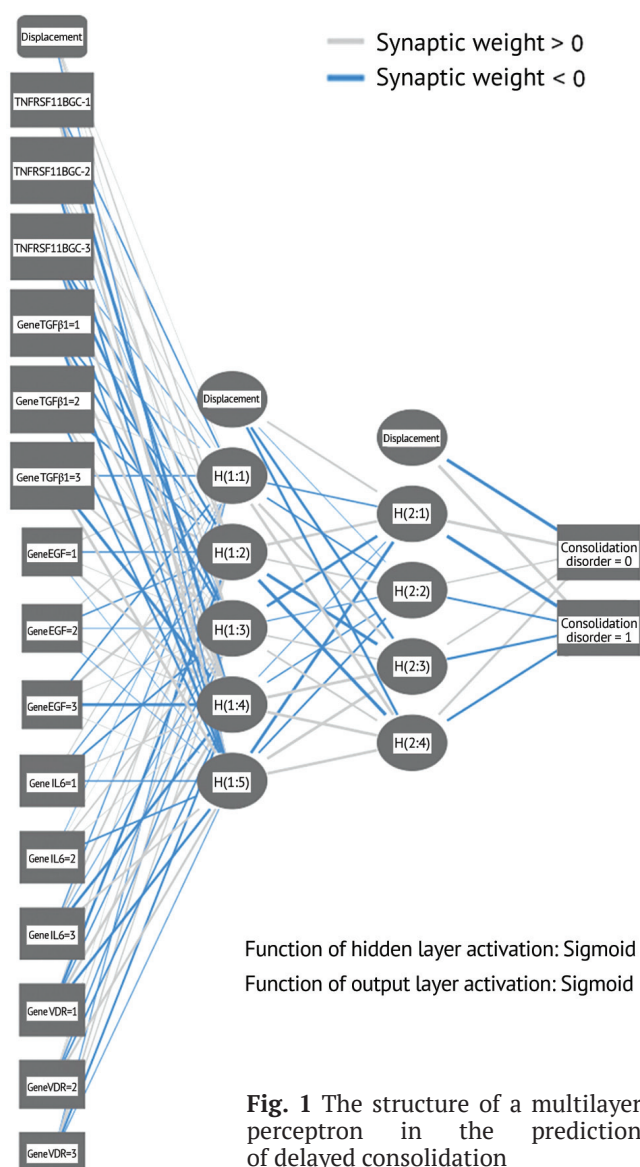 Displacement
Synaptic weight > 0
Synaptic weight < 0
TNFRSF11BGC-1
TNFRSF11BGC-2
TNFRSF11BGC-3
GeneTGFβ1=1
GeneTGFβ1=2
GeneTGFβ1=3
GeneEGF=1
GeneEGF=2
GeneEGF=3
Gene IL6=1
Gene IL6=2
Gene IL6=3
Gene VDR=1
GeneVDR=2
GeneVDR=3
Displacement
H(1:1)
H(1:2)
H(1:3)
H(1:4)
H(1:5)
Displacement
H(2:1)
H(2:2)
H(2:3)
H(2:4)
Consolidation
disorder = 0
Consolidation
disorder = 1
Function of hidden layer activation: Sigmoid
Function of output layer activation: Sigmoid
Fig. 1 The structure of a multilayer
perceptron in the prediction
of delayed consolidation